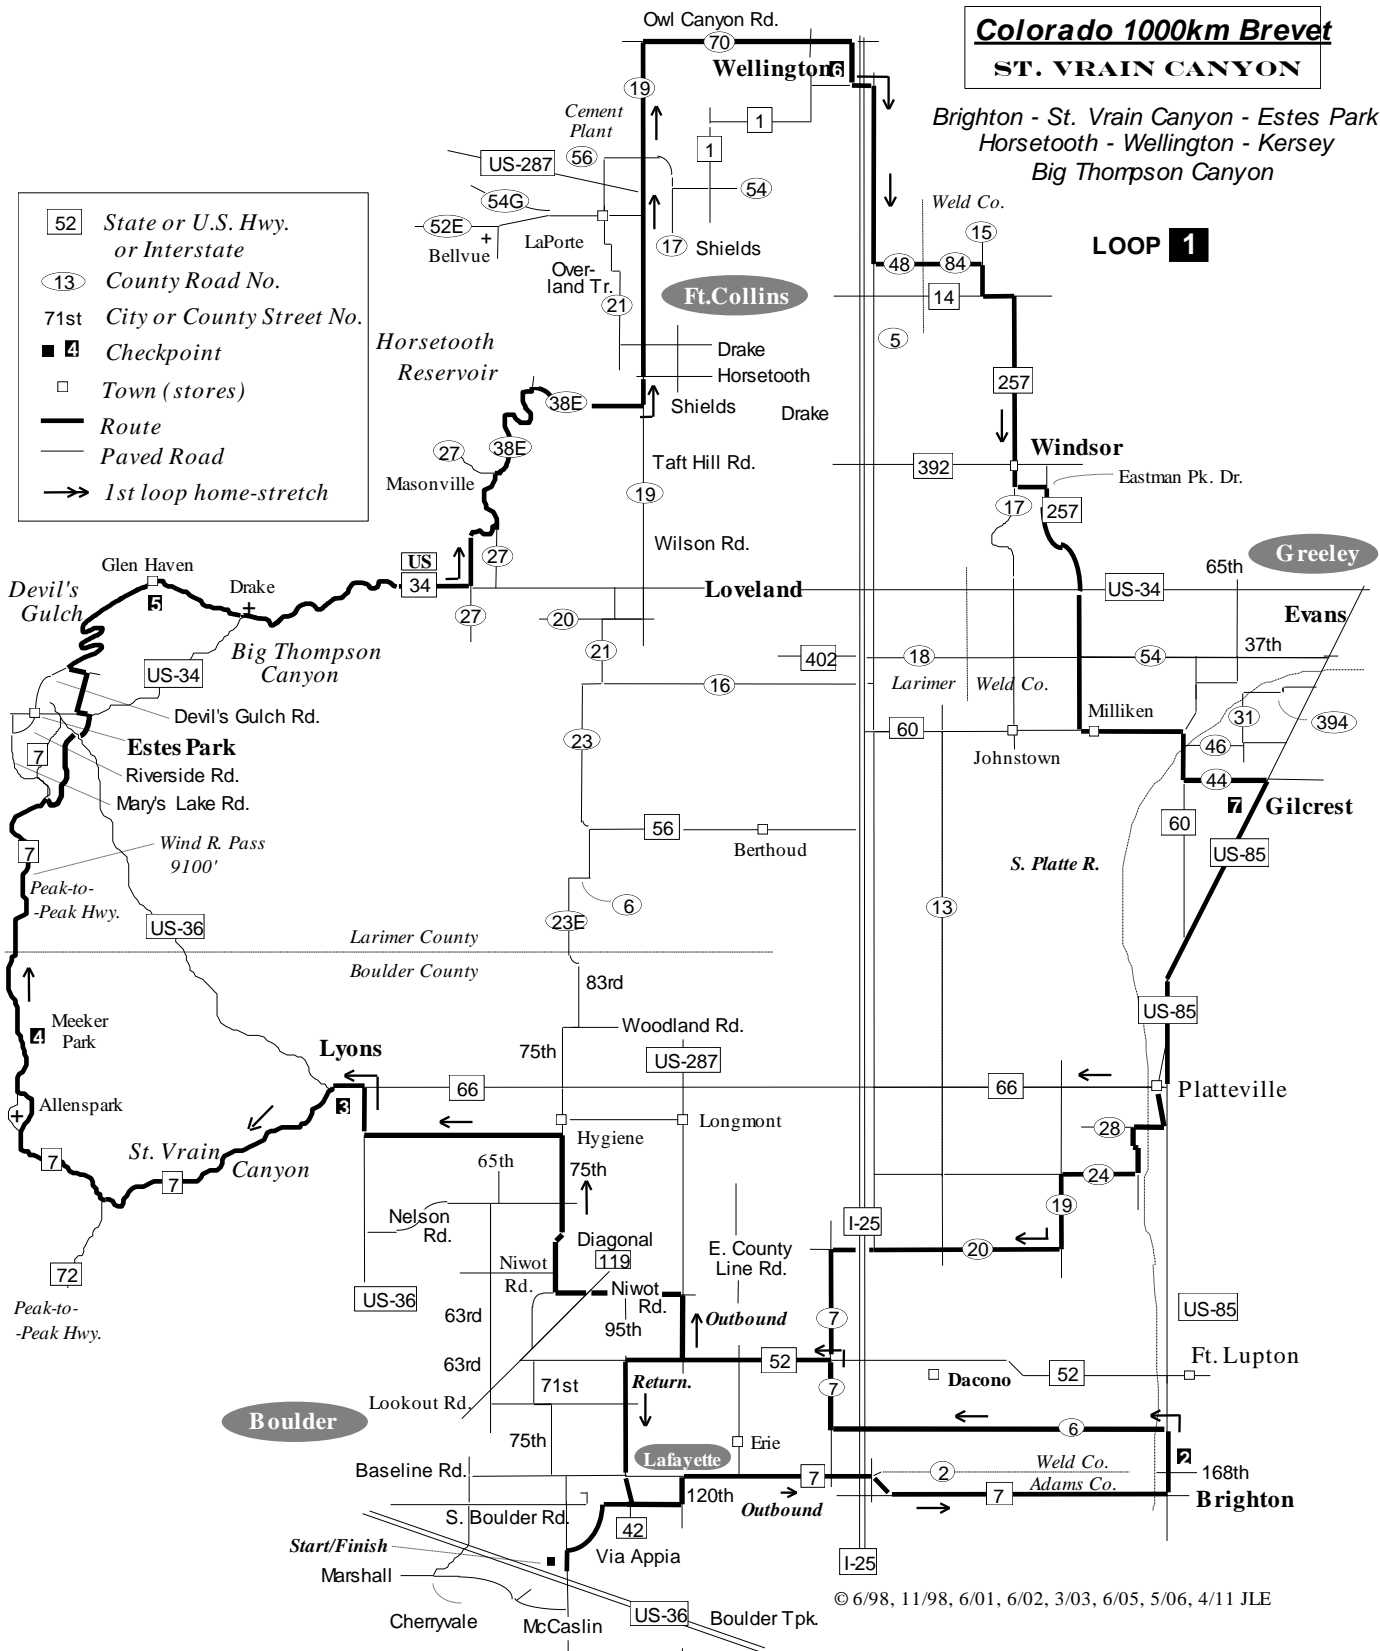 Colorado 1000km Brevet
ST. VRAIN CANYON
Brighton - St. Vrain Canyon - Estes Park
Horsetooth - Wellington - Kersey
Big Thompson Canyon
LOOP 1
52 State or U.S. Hwy.
or Interstate
13 County Road No.
71st City or County Street No.
4 Checkpoint
Town (stores)
Route
Paved Road
1st loop home-stretch
Owl Canyon Rd.
70
Wellington 6
19
Cement
Plant
1
56
US-287
1
54
54G
52E
Bellvue
LaPorte
17 Shields
Over-
land Tr.
21
Ft.Collins
Weld Co.
15
48
84
14
5
Drake
Horsetooth
Horsetooth
Reservoir
38E
Shields
Drake
257
38E
27
Masonville
Taft Hill Rd.
19
Wilson Rd.
Windsor
392
Eastman Pk. Dr.
17
257
Greeley
65th
Glen Haven
5
Drake
Devil's
Gulch
US
34
27
27
Loveland
US-34
Evans
20
21
Big Thompson
Canyon
US-34
402
18
54
37th
16
Larimer
Weld Co.
Devil's Gulch Rd.
Estes Park
7
Riverside Rd.
Mary's Lake Rd.
23
60
Milliken
Johnstown
31
394
46
44
7 Gilcrest
60
US-85
7
Wind R. Pass
9100'
Peak-to-
-Peak Hwy.
56
Berthoud
S. Platte R.
6
23E
13
US-36
Larimer County
Boulder County
83rd
US-85
4
Meeker
Park
Woodland Rd.
75th
US-287
Lyons
3
66
66
Platteville
Allenspark
Hygiene
Longmont
28
7
St. Vrain
Canyon
7
65th
75th
24
19
Nelson
Rd.
72
Peak-to-
-Peak Hwy.
US-36
Diagonal
119
Niwot
Rd.
Niwot
Rd.
95th
E. County
Line Rd.
I-25
20
US-85
63rd
63rd
Outbound
7
52
7
Dacono
52
Ft. Lupton
71st
Return.
Lookout Rd.
Boulder
75th
6
2
Erie
Lafayette
Baseline Rd.
7
2
Weld Co.
Adams Co.
168th
7
Brighton
120th
Outbound
S. Boulder Rd.
42
Via Appia
Start/Finish
Marshall
I-25
Cherryvale
McCaslin
US-36
Boulder Tpk.
© 6/98, 11/98, 6/01, 6/02, 3/03, 6/05, 5/06, 4/11 JLE